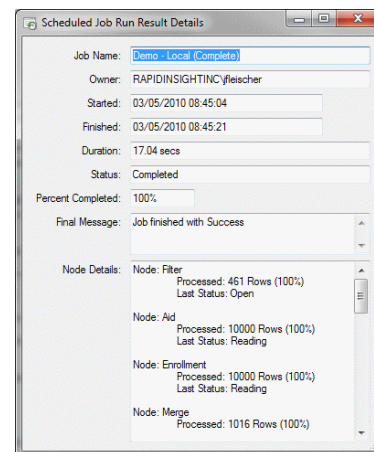 Scheduled Job Run Result Details
Job Name: Demo - Local (Complete)
Owner: RAPIDINSIGHTINC\jfleischer
Started: 03/05/2010 08:45:04
Finished: 03/05/2010 08:45:21
Duration: 17.04 secs
Status: Completed
Percent Completed: 100%
Final Message: Job finished with Success
Node Details: Node: Filter
Processed: 461 Rows (100%)
Last Status: Open
Node: Aid
Processed: 10000 Rows (100%)
Last Status: Reading
Node: Enrollment
Processed: 10000 Rows (100%)
Last Status: Reading
Node: Merge
Processed: 1016 Rows (100%)